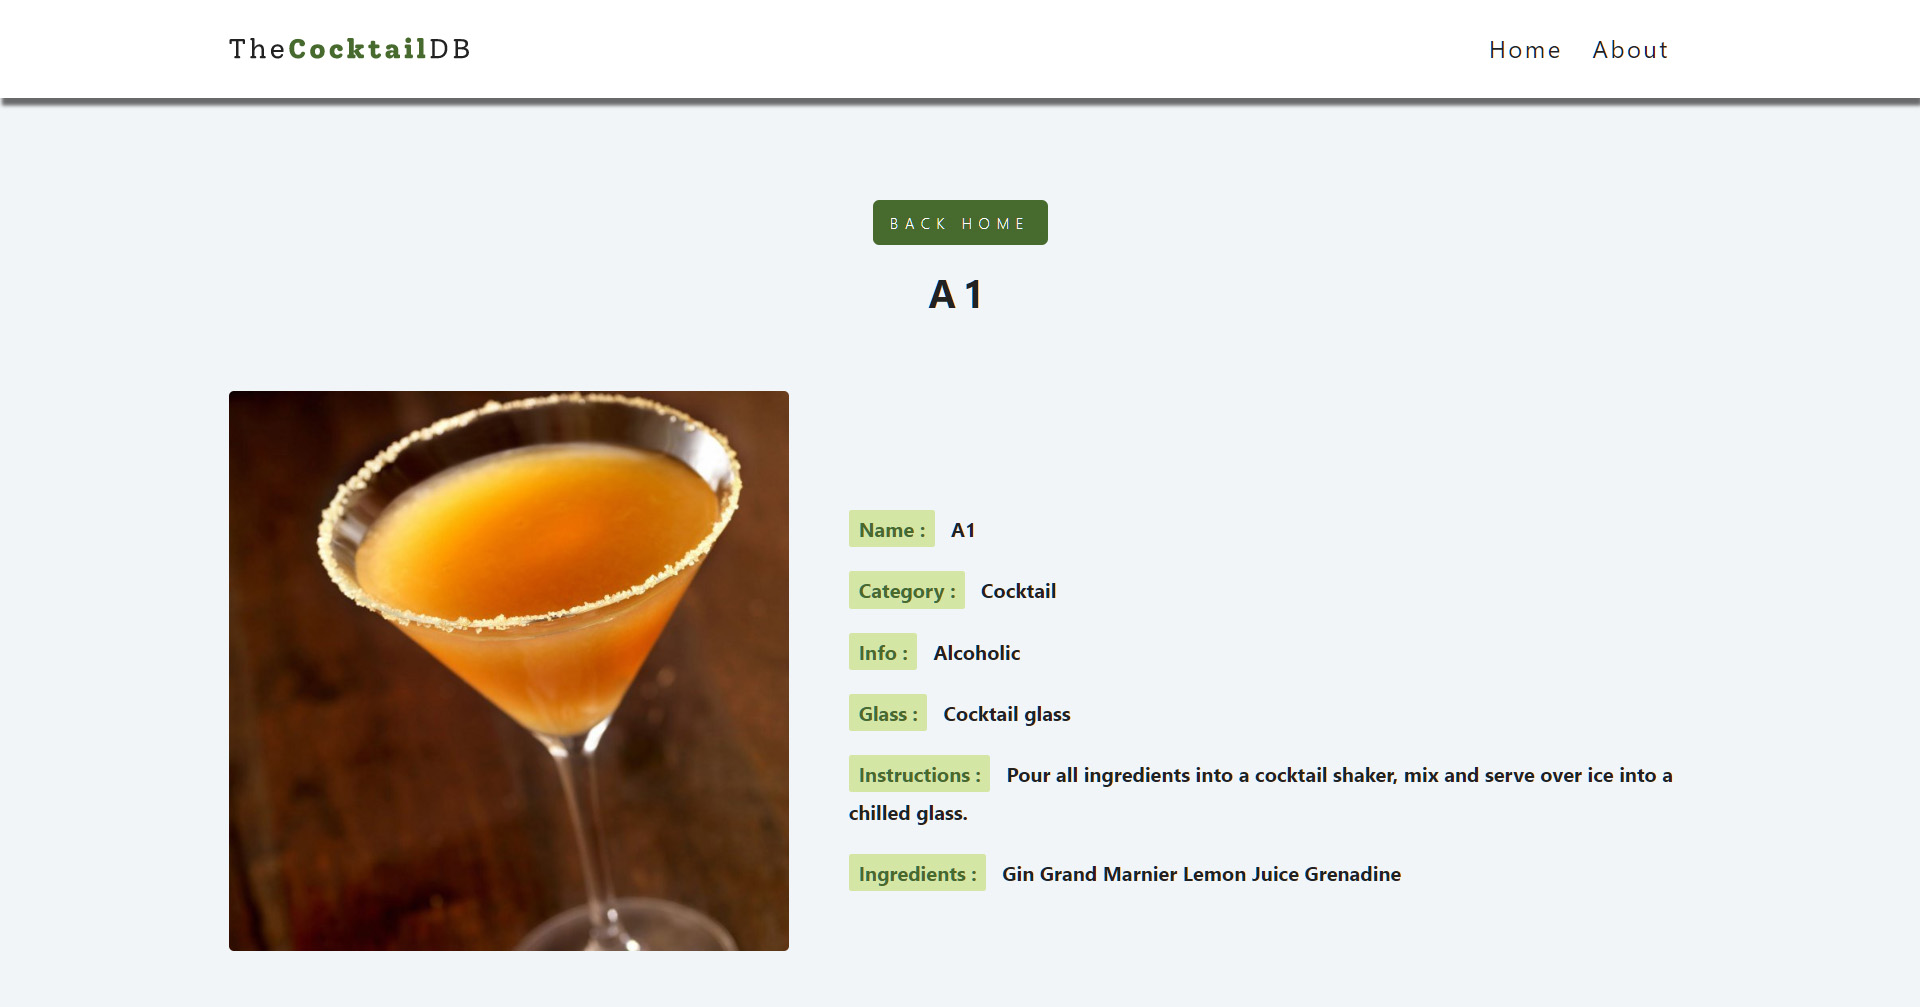 TheCocktailDB
Home About
BACK HOME
A1
Name : A1
Category : Cocktail
Info : Alcoholic
Glass : Cocktail glass
Instructions : Pour all ingredients into a cocktail shaker, mix and serve over ice into a
chilled glass.
Ingredients : Gin Grand Marnier Lemon Juice Grenadine